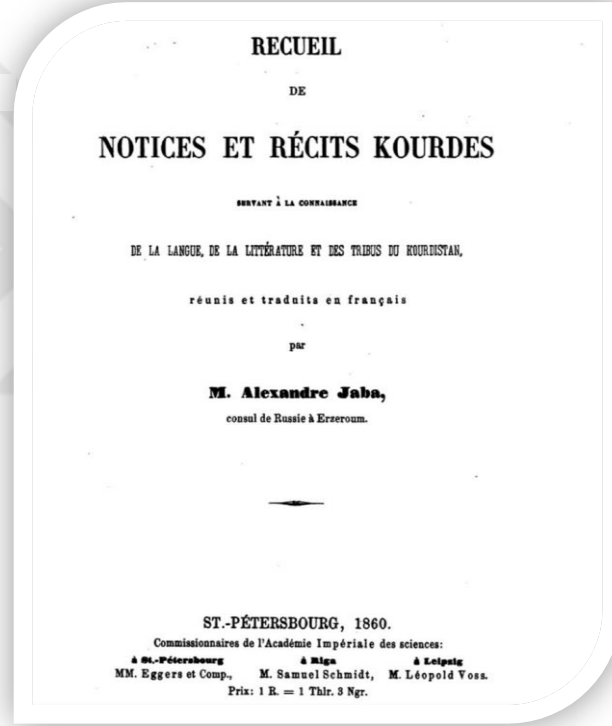 RECUEIL
DE
NOTICES ET RÉCITS KOURDES
SERVANT À LA CONNAISSANCE
DE LA LANGUE, DE LA LITTÉRATURE ET DES TRIBUS DU KOURDISTAN,
réunis et traduits en français
par
M. Alexandre Jaba,
consul de Russie à Erzeroum.
ST.-PÉTERSBOURG, 1860.
Commissionnaires de l'Académie Impériale des sciences:
à St.-Pétersbourg à Riga à Leipzig
MM. Eggers et Comp., M. Samuel Schmidt, M. Léopold Voss.
Prix: 1 R. = 1 Thlr. 3 Ngr.